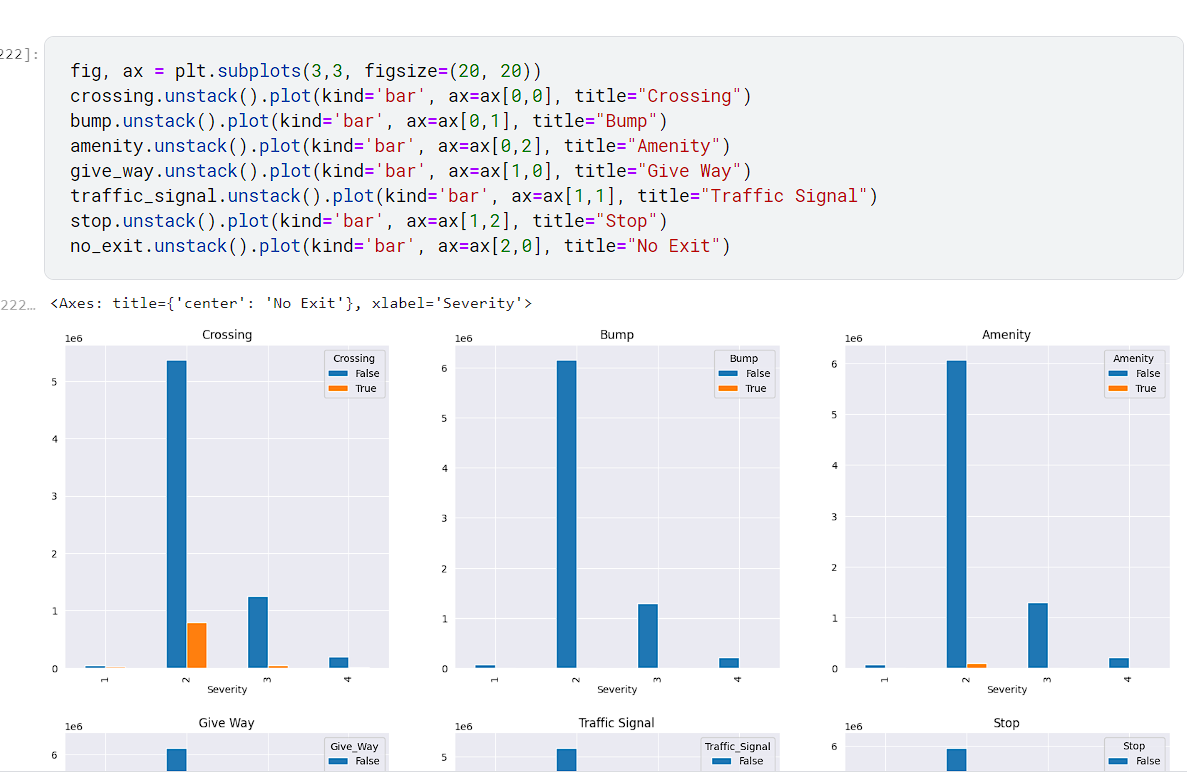 222]:
fig, ax = plt.subplots(3,3, figsize=(20, 20))
crossing.unstack().plot(kind='bar', ax=ax[0,0], title="Crossing")
bump.unstack().plot(kind='bar', ax=ax[0,1], title="Bump")
amenity.unstack().plot(kind='bar', ax=ax[0,2], title="Amenity")
give_way.unstack().plot(kind='bar', ax=ax[1,0], title="Give Way")
traffic_signal.unstack().plot(kind='bar', ax=ax[1,1], title="Traffic Signal")
stop.unstack().plot(kind='bar', ax=ax[1,2], title="Stop")
no_exit.unstack().plot(kind='bar', ax=ax[2,0], title="No Exit")
222… <Axes: title={'center': 'No Exit'}, xlabel='Severity'>
Crossing
1e6
Crossing
False
True
5
4
3
2
1
0
1 2 3 4
Severity
Bump
1e6
Bump
False
True
6
5
4
3
2
1
0
1 2 3 4
Severity
Amenity
1e6
Amenity
False
True
6
5
4
3
2
1
0
1 2 3 4
Severity
Give Way
1e6
Give_Way
False
6
Traffic Signal
1e6
Traffic_Signal
False
5
Stop
1e6
Stop
False
6